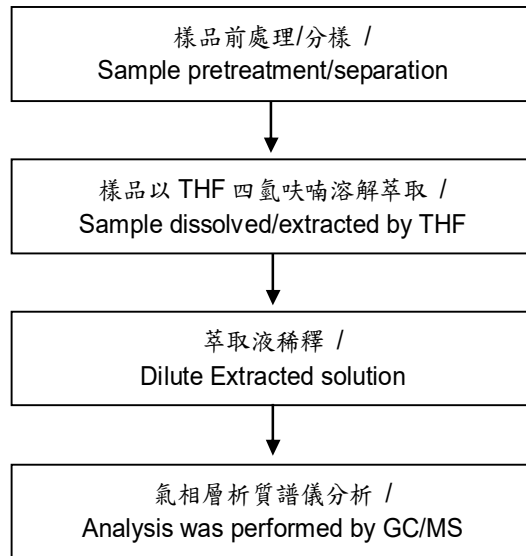 樣品前處理/分樣 /
Sample pretreatment/separation
樣品以 THF 四氫呋喃溶解萃取 /
Sample dissolved/extracted by THF
萃取液稀釋 /
Dilute Extracted solution
氣相層析質譜儀分析 /
Analysis was performed by GC/MS